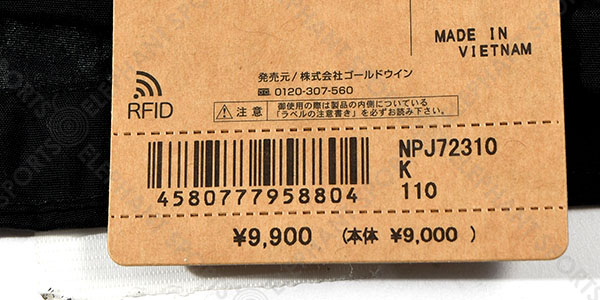 MADE IN
VIETNAM
RFID
発売元/株式会社ゴールドウイン
0120-307-560
注意
御使用の際は製品の内側についている
「ラベルの注意書き」を必ずお読み下さい。
NPJ72310
K
110
4580777958804
¥9,900 (本体 ¥9,000)